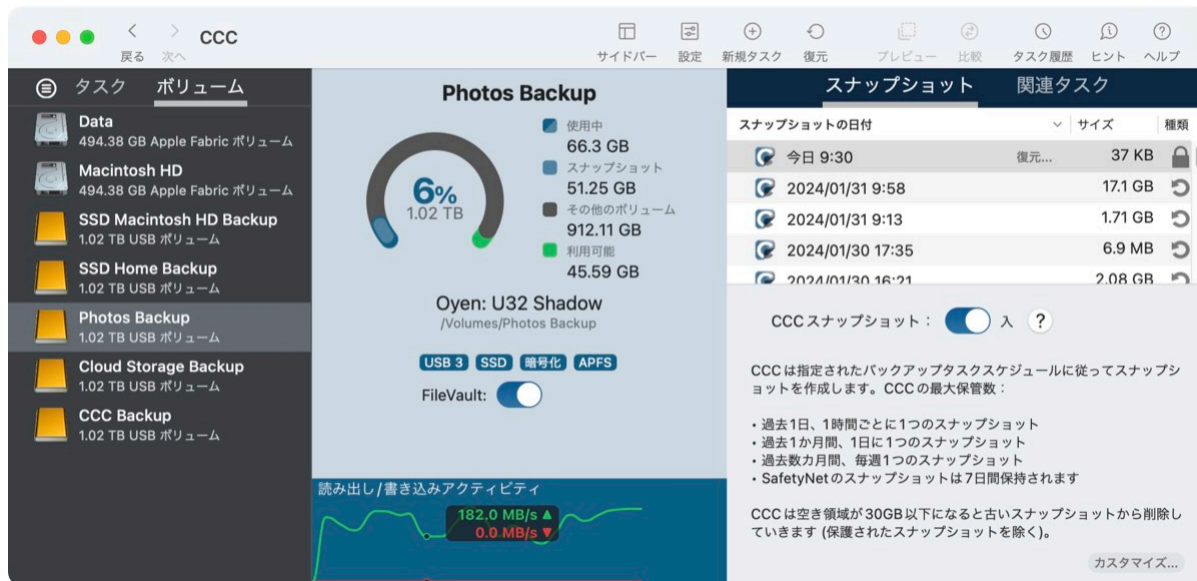 CCC
戻る
次へ
サイドバー
設定
新規タスク
復元
プレビュー
比較
タスク履歴
ヒント
ヘルプ
タスク
ボリューム
Data
494.38 GB Apple Fabric ボリューム
Macintosh HD
494.38 GB Apple Fabric ボリューム
SSD Macintosh HD Backup
1.02 TB USB ボリューム
SSD Home Backup
1.02 TB USB ボリューム
Photos Backup
1.02 TB USB ボリューム
Cloud Storage Backup
1.02 TB USB ボリューム
CCC Backup
1.02 TB USB ボリューム
Photos Backup
6%
1.02 TB
使用中
66.3 GB
スナップショット
51.25 GB
その他のボリューム
912.11 GB
利用可能
45.59 GB
Oyen: U32 Shadow
/Volumes/Photos Backup
USB 3 SSD 暗号化 APFS
FileVault:
読み出し/書き込みアクティビティ
182.0 MB/s ▲
0.0 MB/s ▼
スナップショット
関連タスク
スナップショットの日付 サイズ 種類
今日 9:30 復元... 37 KB
2024/01/31 9:58 17.1 GB
2024/01/31 9:13 1.71 GB
2024/01/30 17:35 6.9 MB
2024/01/30 16:21 2.08 GB
CCCスナップショット： 入 ?
CCCは指定されたバックアップタスクスケジュールに従ってスナップシ
ョットを作成します。CCCの最大保管数：
・過去1日、1時間ごとに1つのスナップショット
・過去1か月間、1日に1つのスナップショット
・過去数カ月間、毎週1つのスナップショット
・SafetyNetのスナップショットは7日間保持されます
CCCは空き領域が30GB以下になると古いスナップショットから削除し
ていきます (保護されたスナップショットを除く)。
カスタマイズ...